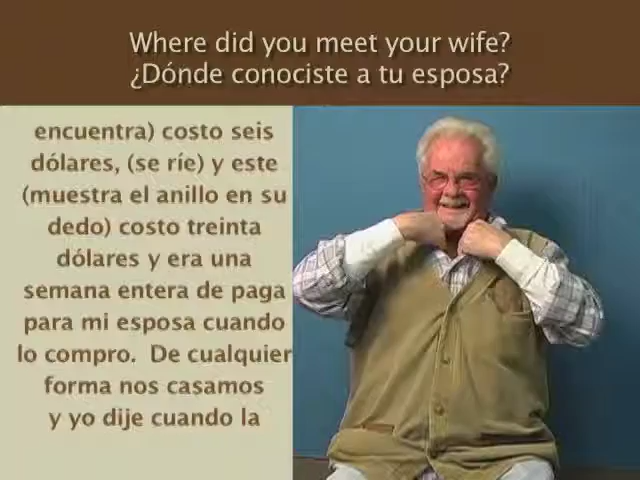 Where did you meet your wife?
¿Dónde conociste a tu esposa?
encuentra) costo seis
dólares, (se ríe) y este
(muestra el anillo en su
dedo) costo treinta
dólares y era una
semana entera de paga
para mi esposa cuando
lo compro. De cualquier
forma nos casamos
y yo dije cuando la